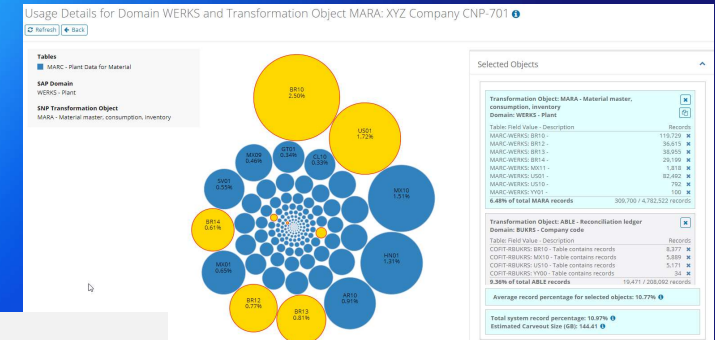 Usage Details for Domain WERKS and Transformation Object MARA: XYZ Company CNP-701
Refresh
Back
Tables
MARC - Plant Data for Material
SAP Domain
WERKS - Plant
SNP Transformation Object
MARA - Material master, consumption, inventory
BR10
2.50%
US01
1.72%
MX10
1.51%
HN01
1.31%
AR10
0.91%
BR13
0.81%
BR12
0.77%
MX01
0.65%
BR14
0.61%
SV01
0.55%
MX09
0.46%
GT01
0.34%
CL10
0.33%
Selected Objects
Transformation Object: MARA - Material master,
consumption, inventory
Domain: WERKS - Plant
Table: Field Value - Description Records
MARC-WERKS: BR10 - 119,729
MARC-WERKS: BR12 - 36,615
MARC-WERKS: BR13 - 38,955
MARC-WERKS: BR14 - 29,199
MARC-WERKS: MX11 - 1,818
MARC-WERKS: US01 - 82,492
MARC-WERKS: US10 - 792
MARC-WERKS: YY01 - 100
6.48% of total MARA records 309,700 / 4,782,522 records
Transformation Object: ABLE - Reconciliation ledger
Domain: BUKRS - Company code
Table: Field Value - Description Records
COFIT-RBUKRS: BR10 - Table contains records 8,377
COFIT-RBUKRS: MX10 - Table contains records 5,889
COFIT-RBUKRS: US10 - Table contains records 5,171
COFIT-RBUKRS: YY00 - Table contains records 34
9.36% of total ABLE records 19,471 / 208,092 records
Average record percentage for selected objects: 10.77%
Total system record percentage: 10.97%
Estimated Carveout Size (GB): 144.41